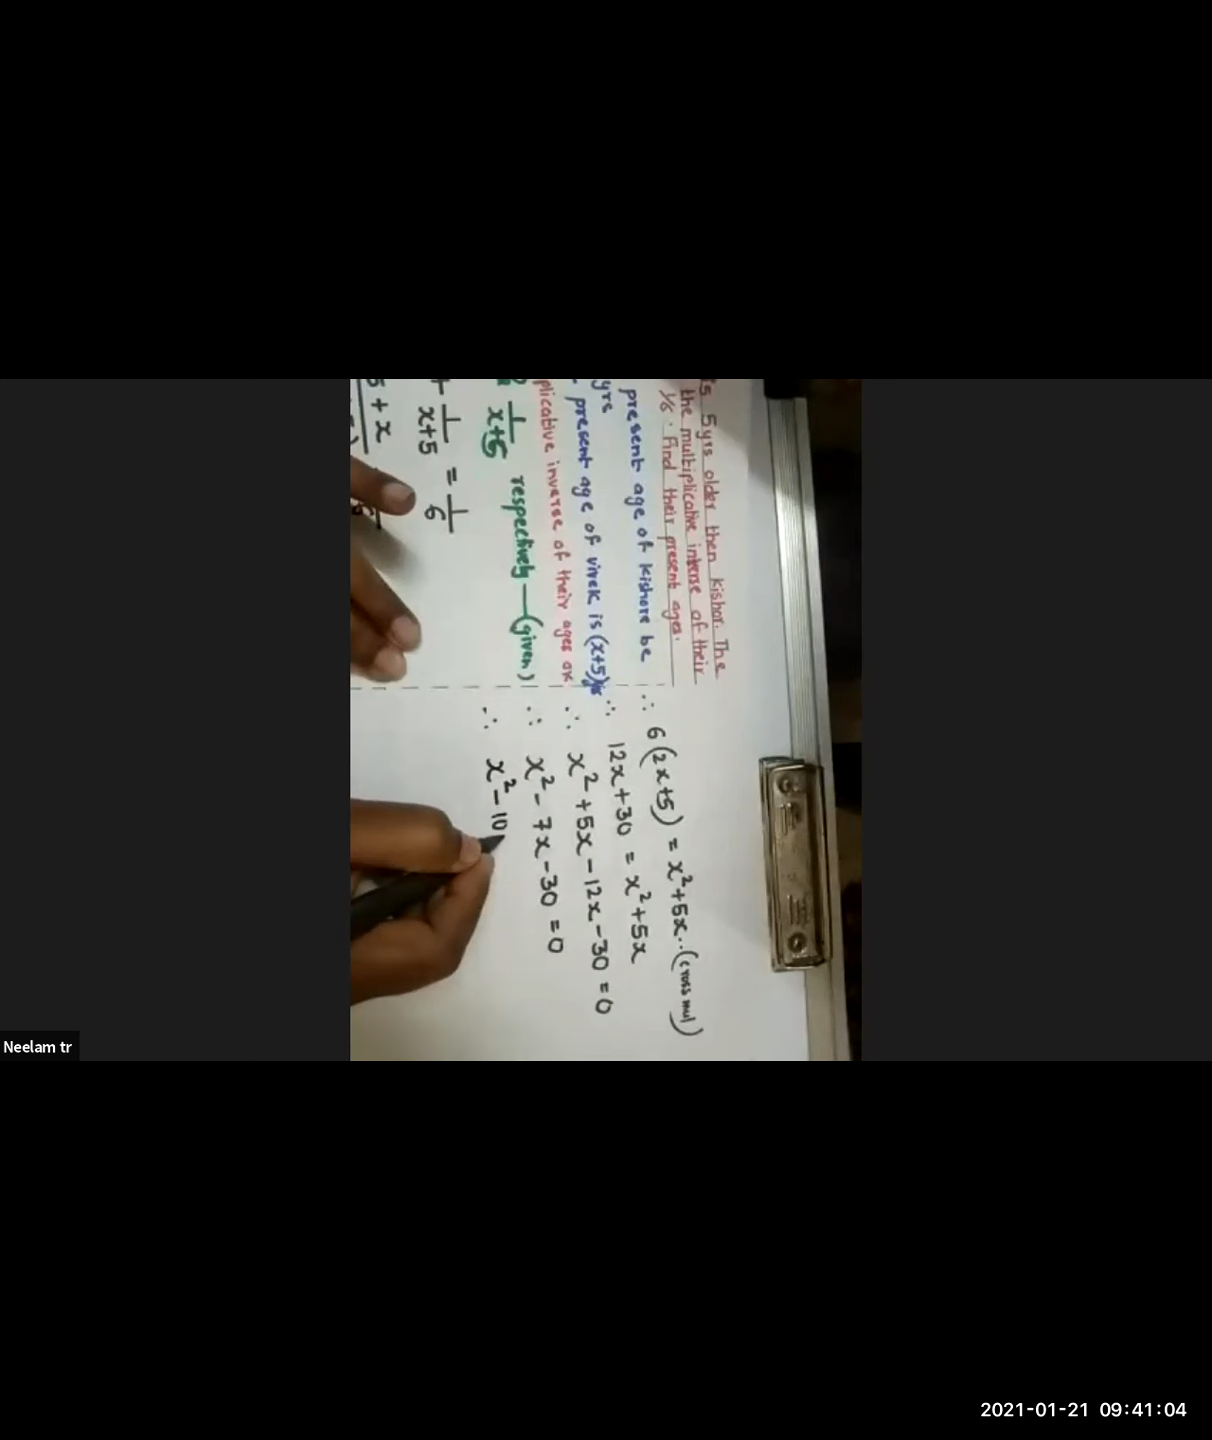 is 5yrs older then kishor. The
the multiplicative inverse of their
1/6. Find their present ages.
present age of kishore be
yrs
present age of vivek is (x+5)yrs
plicative inverse of their ages are
1/x+5 respectively —(given)
+ 1/x+5 = 1/6
5+x
∴ 6(2x+5) = x²+5x..(cross mul)
∴ 12x+30 = x²+5x
∴ x²+5x-12x-30=0
∴ x²-7x-30=0
∴ x²-10
Neelam tr
2021-01-21 09:41:04